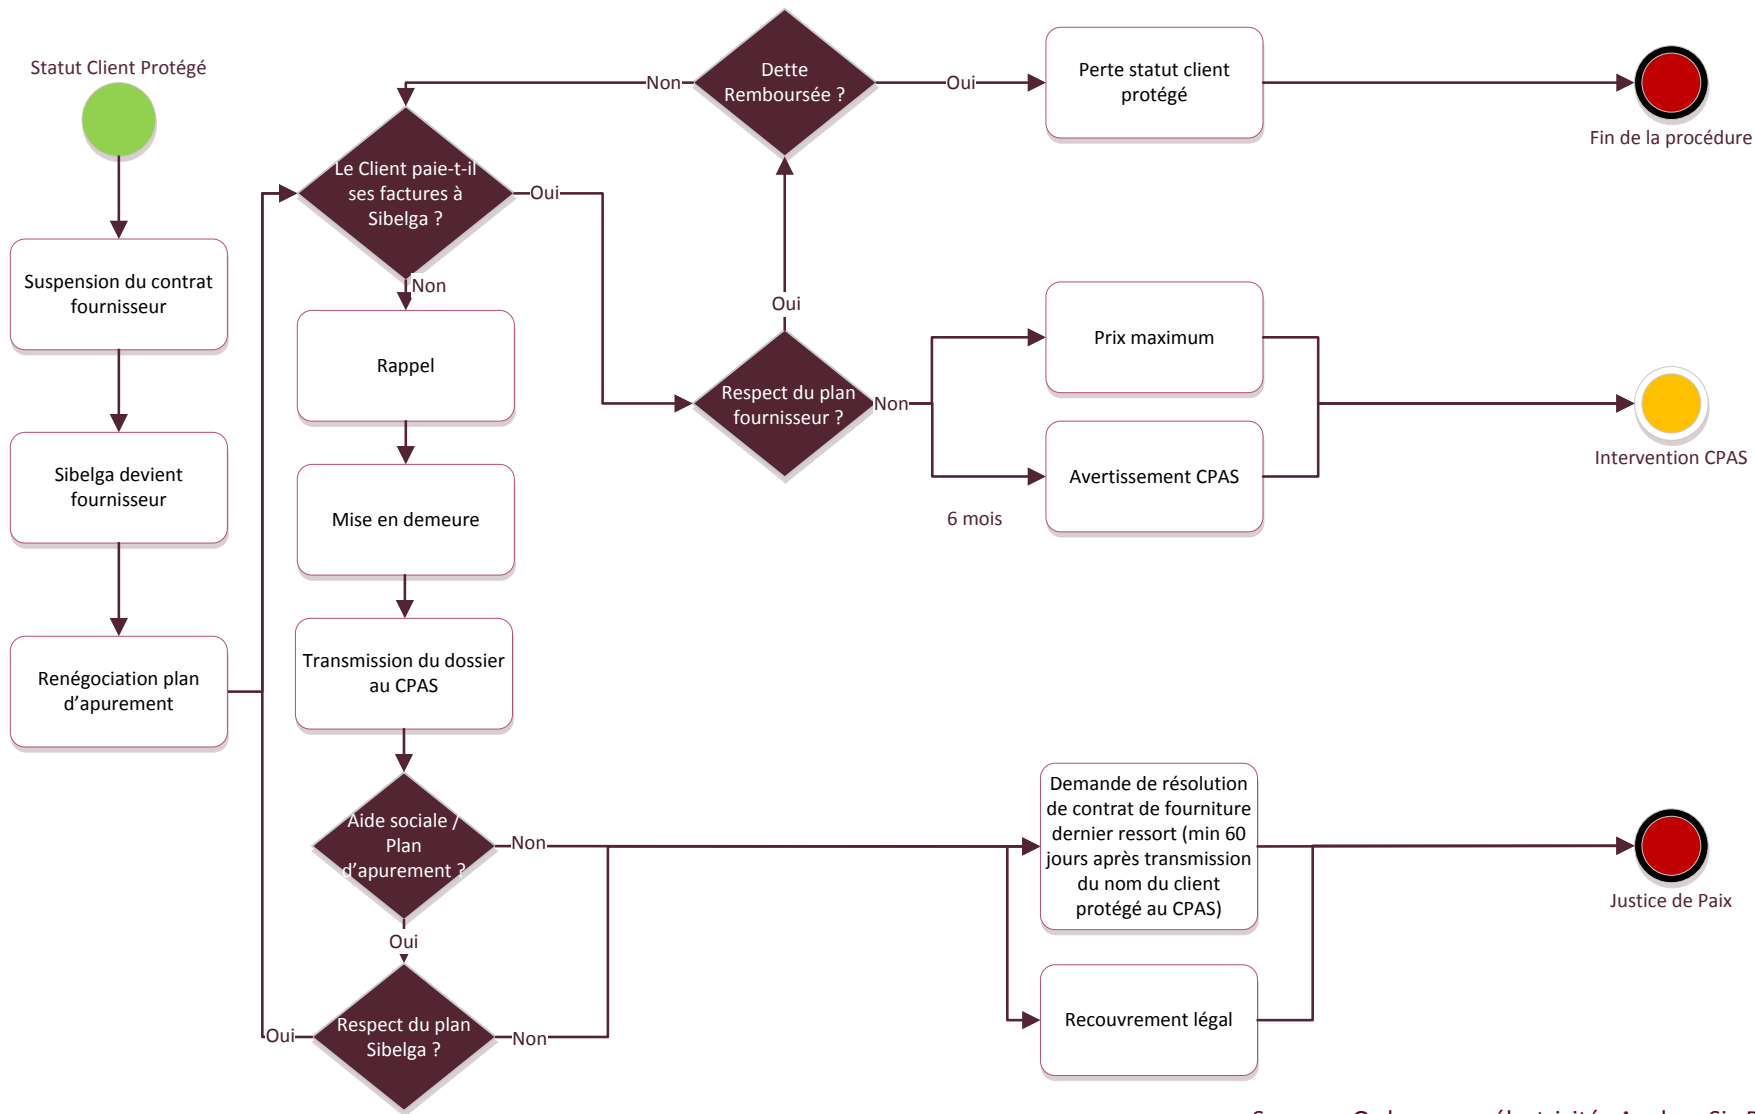 Statut Client Protégé
Suspension du contrat
fournisseur
Sibelga devient
fournisseur
Renégociation plan
d’apurement
Le Client paie-t-il
ses factures à
Sibelga ?
Oui
Non
Rappel
Mise en demeure
Transmission du dossier
au CPAS
Aide sociale /
Plan
d’apurement ?
Non
Oui
Respect du plan
Sibelga ?
Oui
Non
Dette
Remboursée ?
Non
Oui
Perte statut client
protégé
Fin de la procédure
Oui
Respect du plan
fournisseur ?
Non
6 mois
Prix maximum
Avertissement CPAS
Intervention CPAS
Demande de résolution
de contrat de fourniture
dernier ressort (min 60
jours après transmission
du nom du client
protégé au CPAS)
Recouvrement légal
Justice de Paix